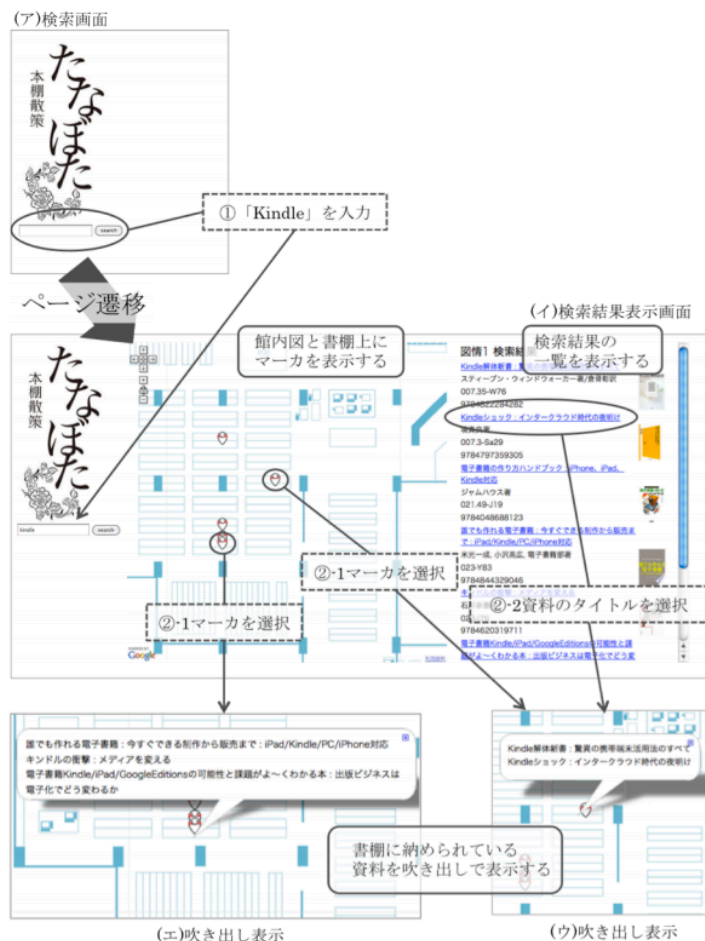 (ア)検索画面
たなぼた
本棚散策
search
①「Kindle」を入力
ページ遷移
(イ)検索結果表示画面
たなぼた
本棚散策
kindle
search
館内図と書棚上に
マーカを表示する
検索結果の
一覧を表示する
図情1 検索結
スティーブン・ウィンドウォーカー著/倉骨彰訳
007.35-W76
9784822284282
Kindleショック：インタークラウド時代の夜明け
007.3-Sa29
9784797359305
電子書籍の作り方ハンドブック：iPhone、iPad、
Kindle対応
ジャムハウス著
021.49-J19
9784048688123
誰でも作れる電子書籍：今すぐできる制作から販売ま
で：iPad/Kindle/PC/iPhone対応
米光一成, 小沢高広, 電子書籍部著
023-Y83
9784844329046
ドルの衝撃：メディアを変える
9784620319711
電子書籍Kindle/iPad/GoogleEditionsの可能性と課
題がよ〜くわかる本：出版ビジネスは電子化でどう変
②-1マーカを選択
②-1マーカを選択
②-2資料のタイトルを選択
Google
誰でも作れる電子書籍：今すぐできる制作から販売まで：iPad/Kindle/PC/iPhone対応
キンドルの衝撃：メディアを変える
電子書籍Kindle/iPad/GoogleEditionsの可能性と課題がよ〜くわかる本：出版ビジネスは
電子化でどう変わるか
Kindle解体新書：驚異の携帯端末活用法のすべて
Kindleショック：インタークラウド時代の夜明け
書棚に納められている
資料を吹き出しで表示する
(エ)吹き出し表示
(ウ)吹き出し表示